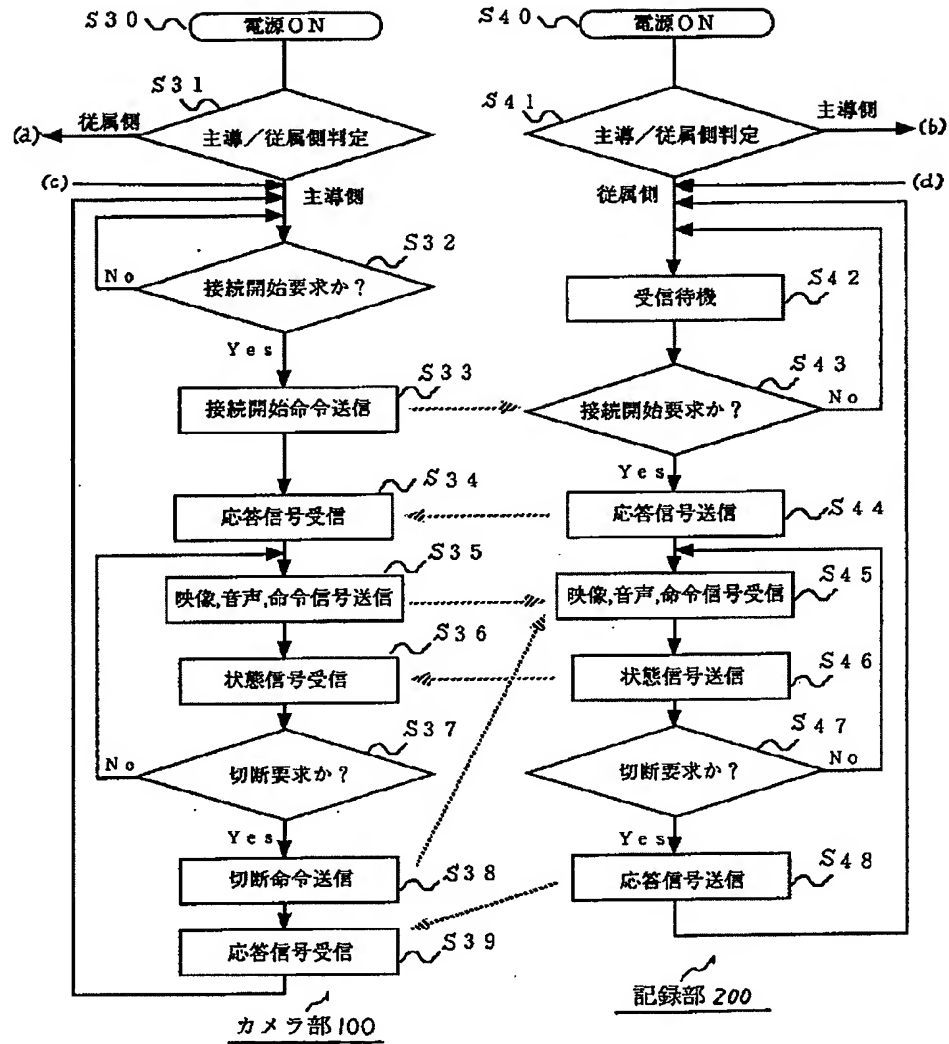 S30
電源ON
S31
従属側
(a)
主導/従属側判定
(c)
主導側
S32
No
接続開始要求か?
Yes
S33
接続開始命令送信
S34
応答信号受信
S35
映像,音声,命令信号送信
S36
状態信号受信
S37
No
切断要求か?
Yes
切断命令送信
S38
応答信号受信
S39
カメラ部100
S40
電源ON
S41
主導側
(b)
主導/従属側判定
(d)
従属側
受信待機
S42
S43
接続開始要求か?
No
Yes
応答信号送信
S44
映像,音声,命令信号受信
S45
状態信号送信
S46
S47
切断要求か?
No
Yes
応答信号送信
S48
記録部200